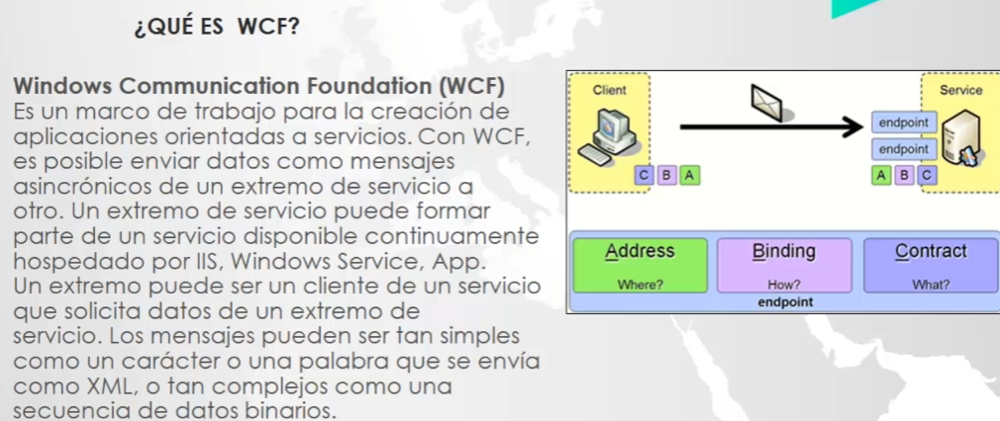 ¿QUÉ ES WCF?
Windows Communication Foundation (WCF)
Es un marco de trabajo para la creación de
aplicaciones orientadas a servicios. Con WCF,
es posible enviar datos como mensajes
asincrónicos de un extremo de servicio a
otro. Un extremo de servicio puede formar
parte de un servicio disponible continuamente
hospedado por IIS, Windows Service, App.
Un extremo puede ser un cliente de un servicio
que solicita datos de un extremo de
servicio. Los mensajes pueden ser tan simples
como un carácter o una palabra que se envía
como XML, o tan complejos como una
secuencia de datos binarios.
Client
Service
endpoint
endpoint
C B A
A B C
Address
Binding
Contract
Where?
How?
What?
endpoint